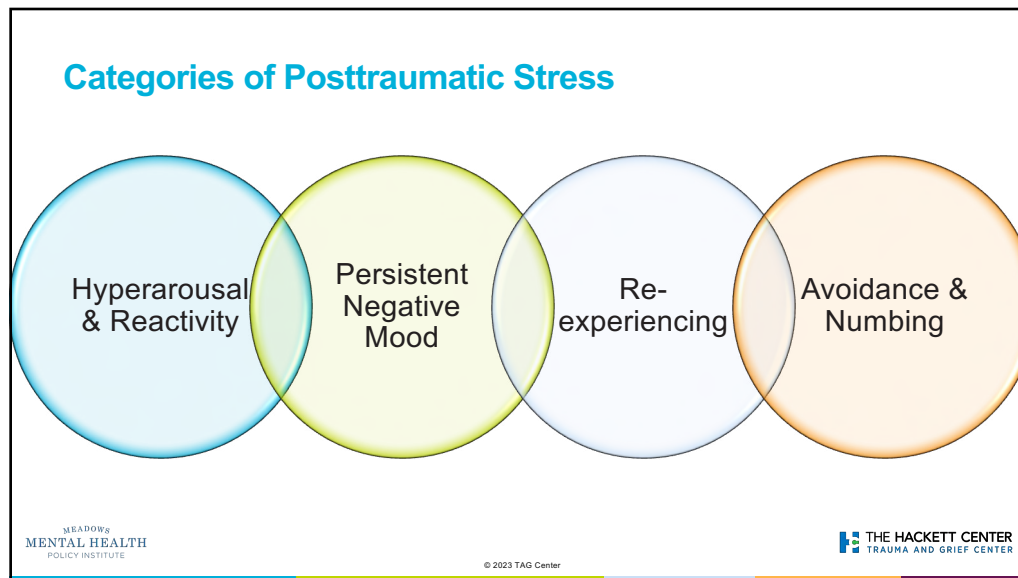 Categories of Posttraumatic Stress
Hyperarousal
& Reactivity
Persistent
Negative
Mood
Re-
experiencing
Avoidance &
Numbing
MEADOWS
MENTAL HEALTH
POLICY INSTITUTE
© 2023 TAG Center
THE HACKETT CENTER
TRAUMA AND GRIEF CENTER